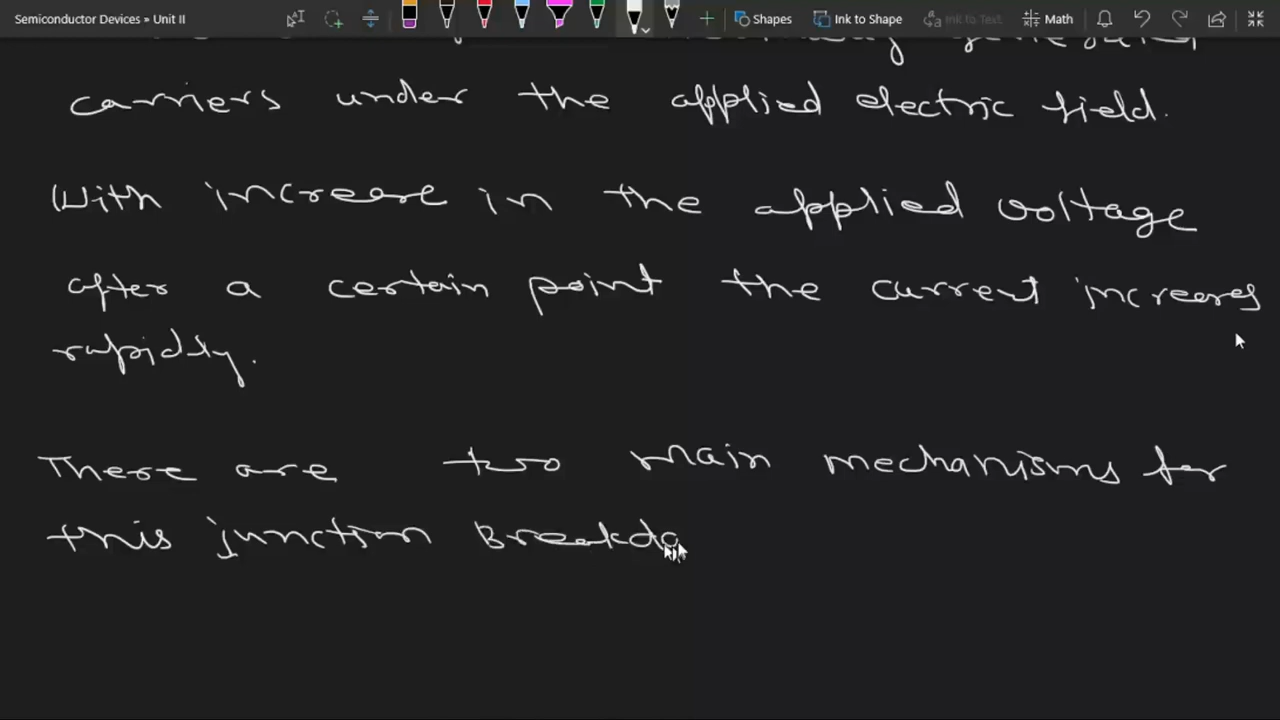 Semiconductor Devices » Unit II
Shapes
Ink to Shape
Ink to Text
Math
carriers under the applied electric field.
With increase in the applied voltage
after a certain point the current increases
rapidly.
There are two main mechanisms for
this junction Breakdo